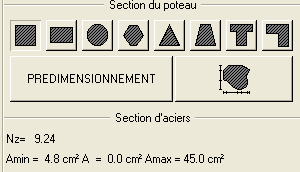 Section du poteau
PREDIMENSIONNEMENT
Section d'aciers
Nz= 9.24
Amin = 4.8 cm² A = 0.0 cm² Amax = 45.0 cm²